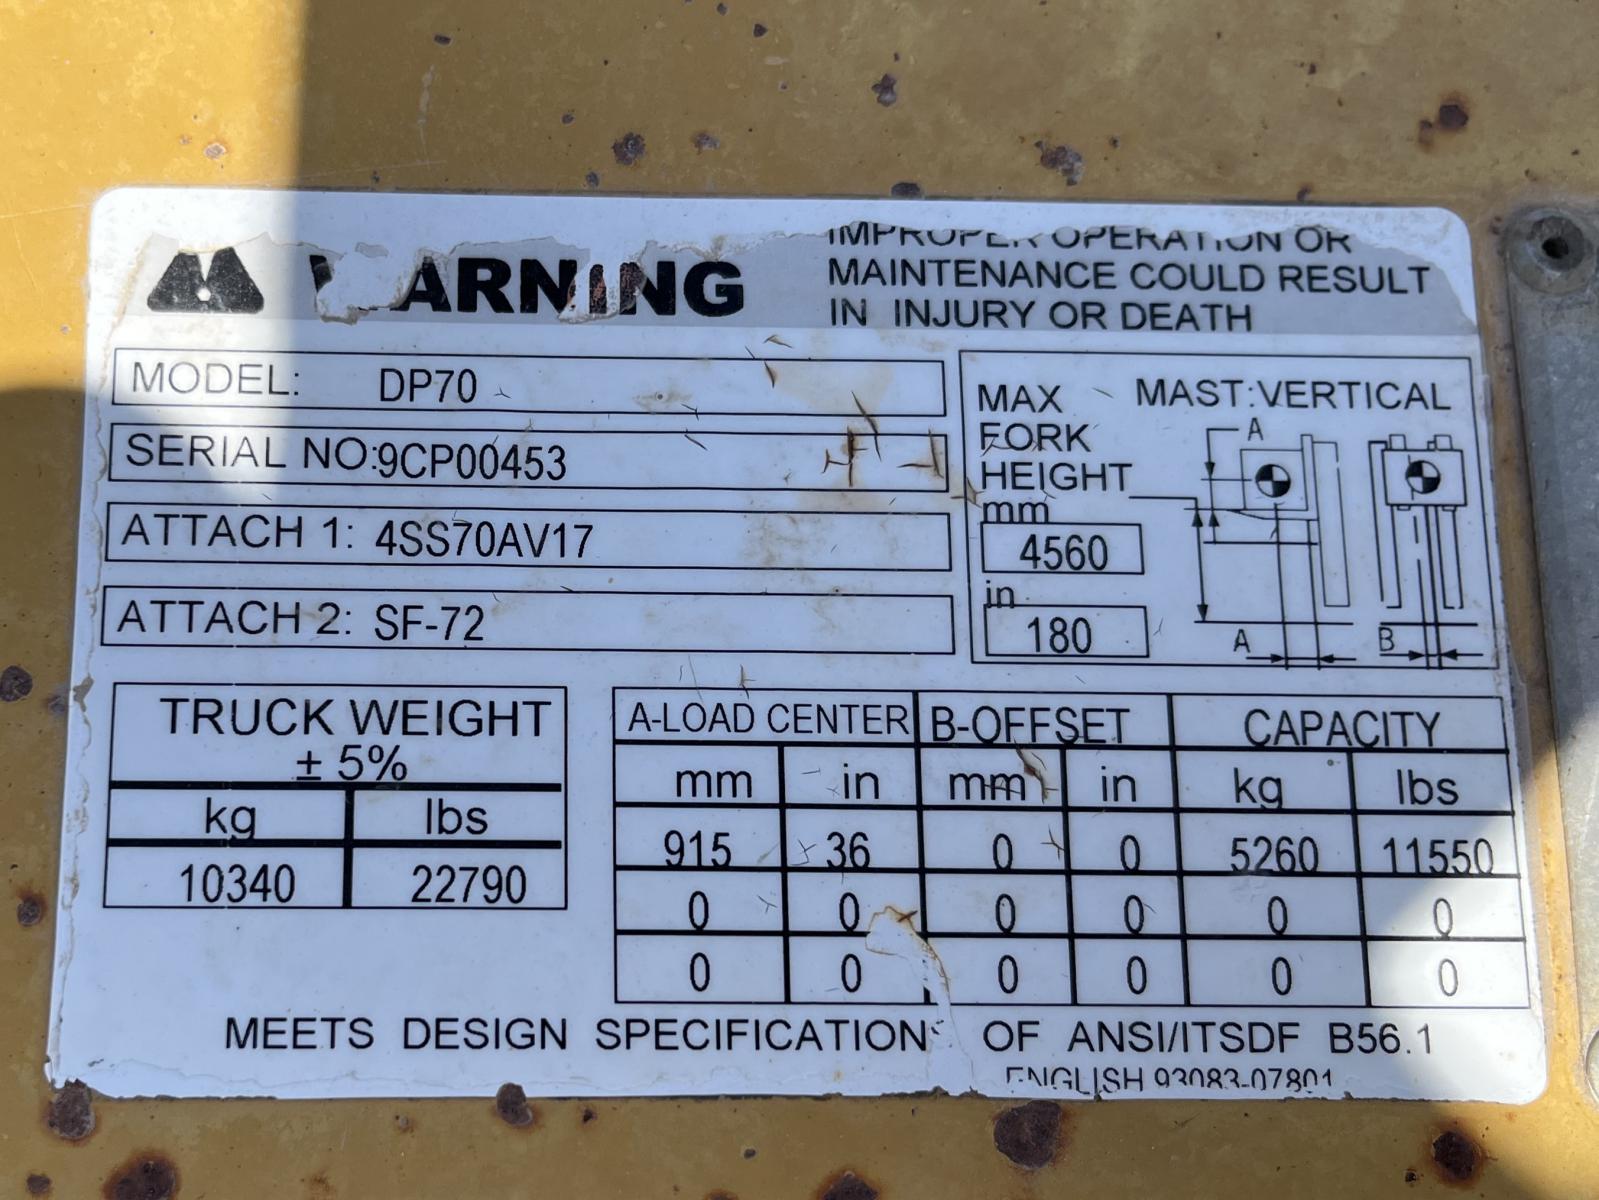 WARNING
IMPROPER OPERATION OR
MAINTENANCE COULD RESULT
IN INJURY OR DEATH
MODEL: DP70
SERIAL NO:9CP00453
ATTACH 1: 4SS70AV17
ATTACH 2: SF-72
MAX
FORK
HEIGHT
mm
4560
in
180
MAST:VERTICAL
A
A
B
TRUCK WEIGHT
± 5%
kg lbs
10340 22790
A-LOAD CENTER B-OFFSET CAPACITY
mm in mm in kg lbs
915 36 0 0 5260 11550
0 0 0 0 0 0
0 0 0 0 0 0
MEETS DESIGN SPECIFICATION OF ANSI/ITSDF B56.1
ENGLISH 93083-07801